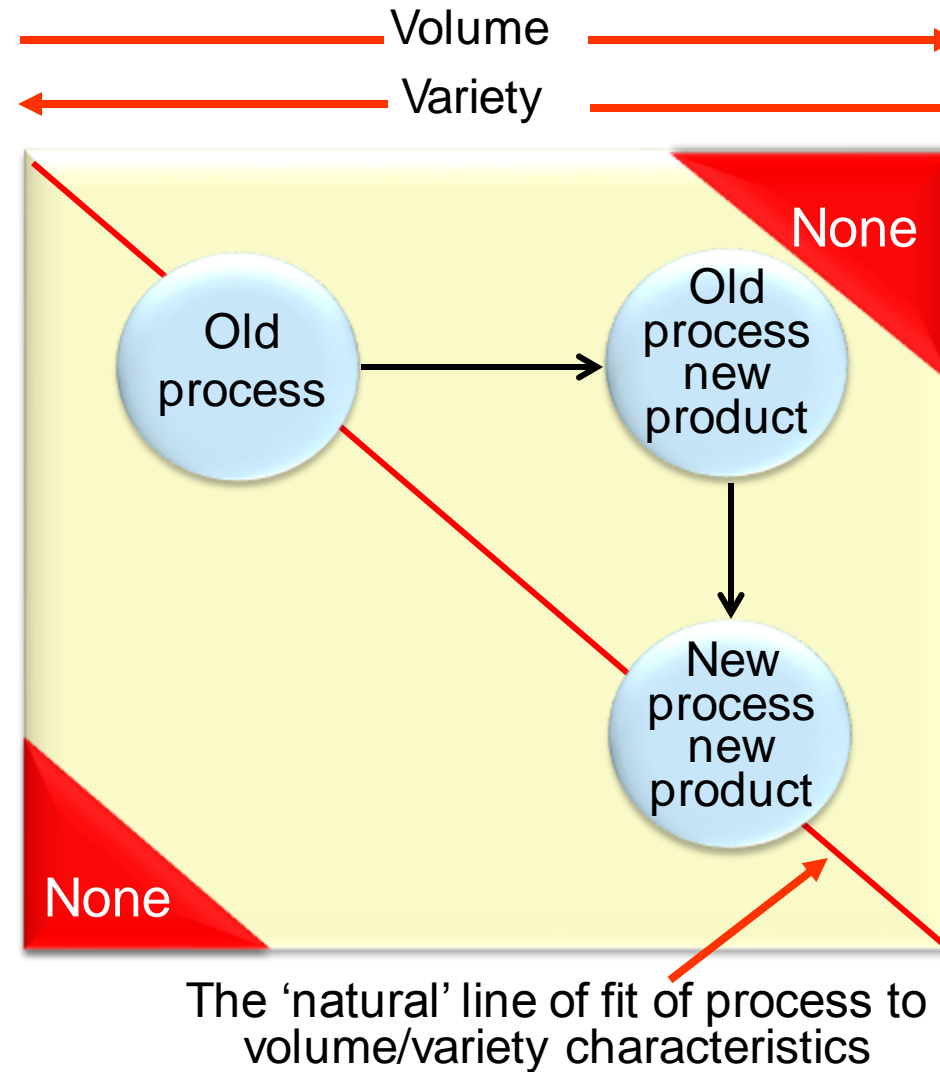 Volume
Variety
None
Old
process
Old
process
new
product
New
process
new
product
None
The ‘natural’ line of fit of process to
volume/variety characteristics